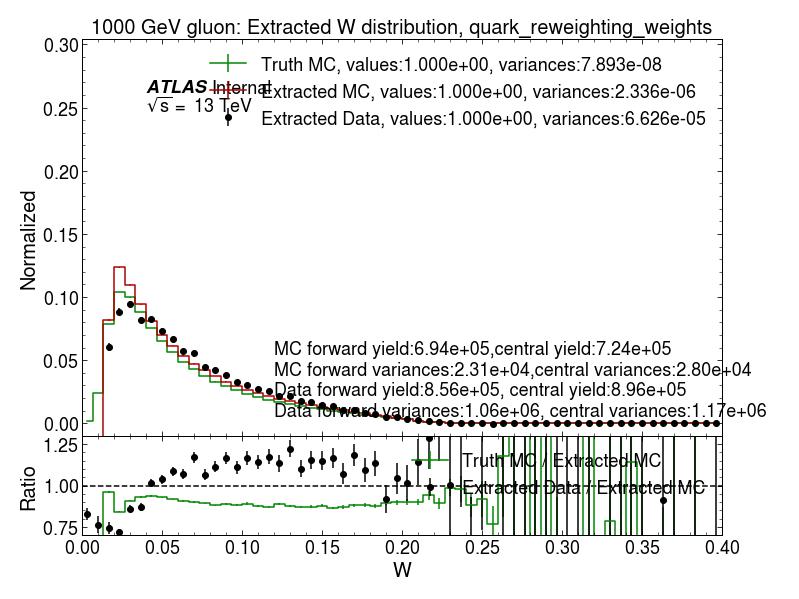 1000 GeV gluon: Extracted W distribution, quark_reweighting_weights
Truth MC, values:1.000e+00, variances:7.893e-08
ATLAS Internal
Extracted MC, values:1.000e+00, variances:2.336e-06
√s = 13 TeV
Extracted Data, values:1.000e+00, variances:6.626e-05
0.30
0.25
0.20
0.15
0.10
0.05
0.00
Normalized
MC forward yield:6.94e+05,central yield:7.24e+05
MC forward variances:2.31e+04,central variances:2.80e+04
Data forward yield:8.56e+05, central yield:8.96e+05
Data forward variances:1.06e+06, central variances:1.17e+06
1.25
1.00
0.75
Ratio
Truth MC / Extracted MC
Extracted Data / Extracted MC
0.00 0.05 0.10 0.15 0.20 0.25 0.30 0.35 0.40
W